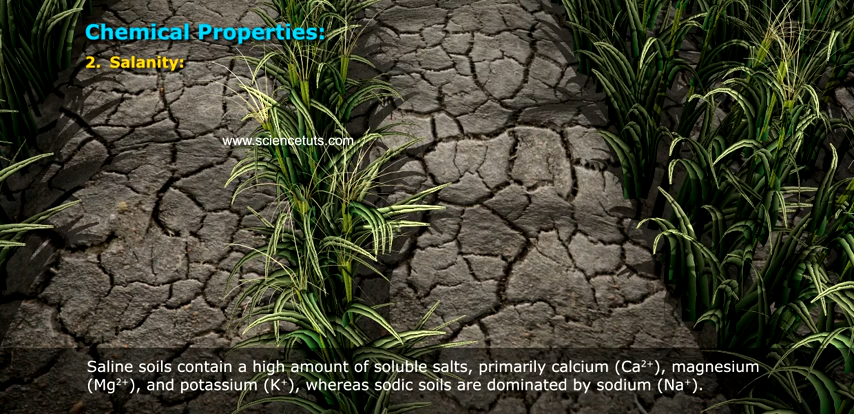 Chemical Properties:
2. Salanity:
www.sciencetuts.com
Saline soils contain a high amount of soluble salts, primarily calcium (Ca²⁺), magnesium
(Mg²⁺), and potassium (K⁺), whereas sodic soils are dominated by sodium (Na⁺).